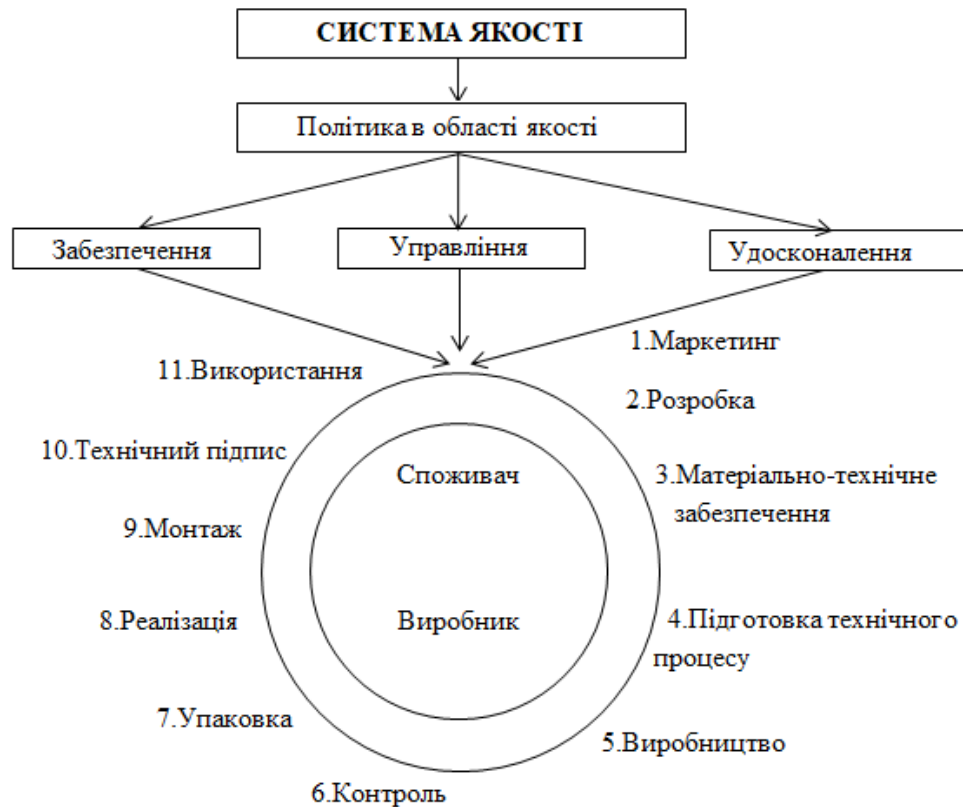 СИСТЕМА ЯКОСТІ
Політика в області якості
Забезпечення
Управління
Удосконалення
1.Маркетинг
2.Розробка
3.Матеріально-технічне
забезпечення
4.Підготовка технічного
процесу
5.Виробництво
6.Контроль
7.Упаковка
8.Реалізація
9.Монтаж
10.Технічний підпис
11.Використання
Споживач
Виробник